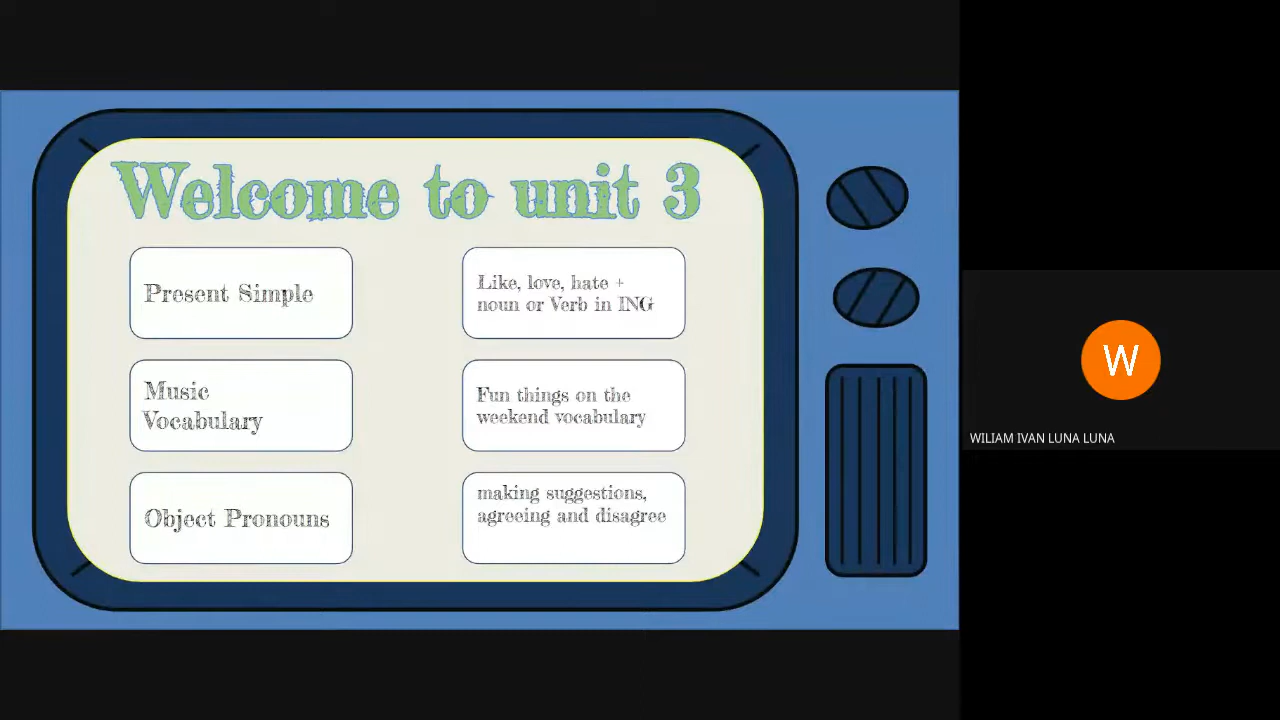 Welcome to unit 3
Present Simple
Like, love, hate +
noun or Verb in ING
Music
Vocabulary
Fun things on the
weekend vocabulary
Object Pronouns
making suggestions,
agreeing and disagree
W
WILIAM IVAN LUNA LUNA